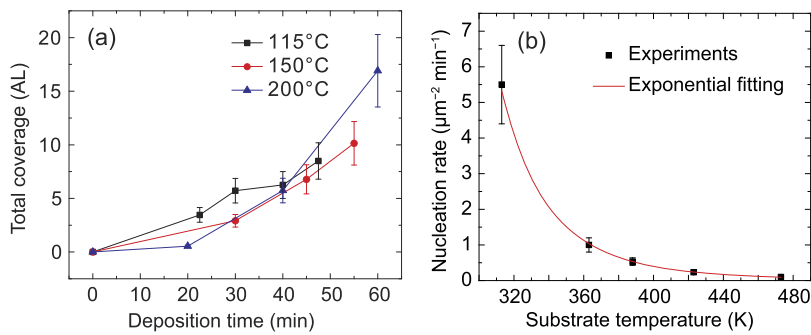 (a)
115°C
150°C
200°C
Total coverage (AL)
20
15
10
5
0
0 10 20 30 40 50 60
Deposition time (min)
(b)
Experiments
Exponential fitting
Nucleation rate (μm⁻² min⁻¹)
7
6
5
4
3
2
1
0
320 360 400 440 480
Substrate temperature (K)